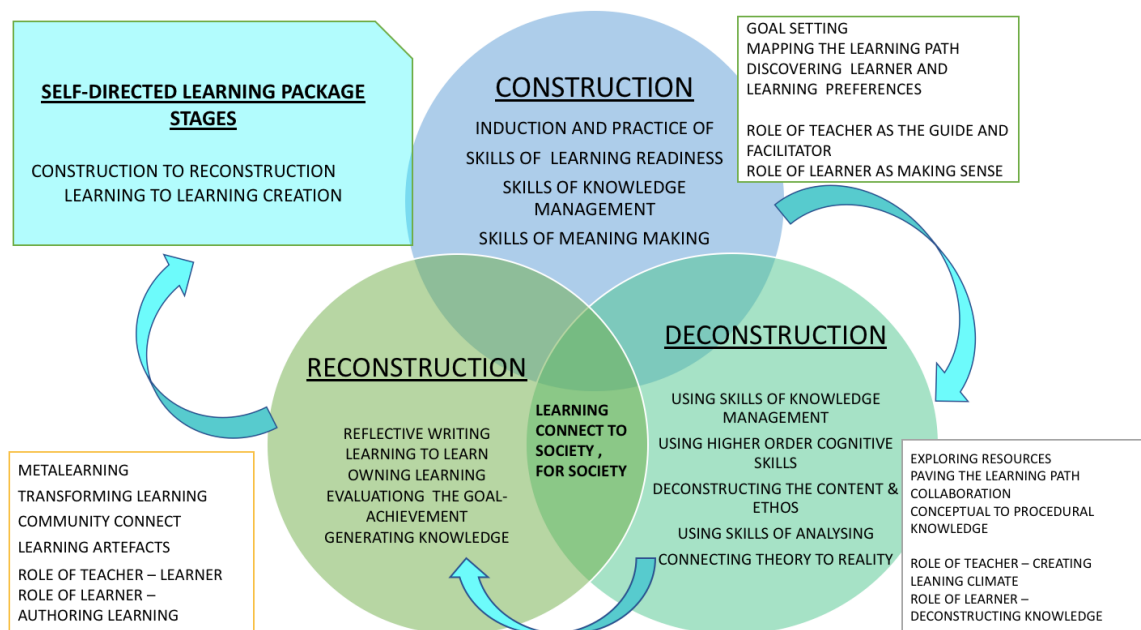 SELF-DIRECTED LEARNING PACKAGE
STAGES
CONSTRUCTION TO RECONSTRUCTION
LEARNING TO LEARNING CREATION
CONSTRUCTION
INDUCTION AND PRACTICE OF
SKILLS OF LEARNING READINESS
SKILLS OF KNOWLEDGE
MANAGEMENT
SKILLS OF MEANING MAKING
GOAL SETTING
MAPPING THE LEARNING PATH
DISCOVERING LEARNER AND
LEARNING PREFERENCES
ROLE OF TEACHER AS THE GUIDE AND
FACILITATOR
ROLE OF LEARNER AS MAKING SENSE
DECONSTRUCTION
USING SKILLS OF KNOWLEDGE
MANAGEMENT
USING HIGHER ORDER COGNITIVE
SKILLS
DECONSTRUCTING THE CONTENT &
ETHOS
USING SKILLS OF ANALYSING
CONNECTING THEORY TO REALITY
EXPLORING RESOURCES
PAVING THE LEARNING PATH
COLLABORATION
CONCEPTUAL TO PROCEDURAL
KNOWLEDGE
ROLE OF TEACHER – CREATING
LEANING CLIMATE
ROLE OF LEARNER –
DECONSTRUCTING KNOWLEDGE
RECONSTRUCTION
REFLECTIVE WRITING
LEARNING TO LEARN
OWNING LEARNING
EVALUATIONG THE GOAL-
ACHIEVEMENT
GENERATING KNOWLEDGE
LEARNING
CONNECT TO
SOCIETY ,
FOR SOCIETY
METALEARNING
TRANSFORMING LEARNING
COMMUNITY CONNECT
LEARNING ARTEFACTS
ROLE OF TEACHER – LEARNER
ROLE OF LEARNER –
AUTHORING LEARNING